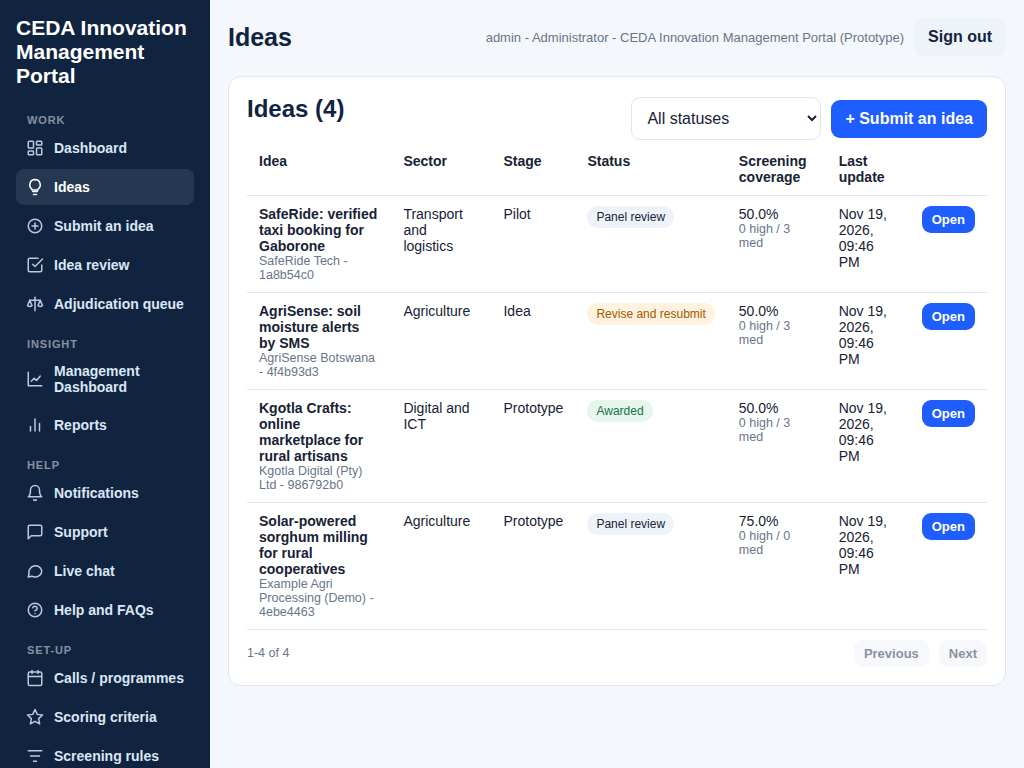 CEDA Innovation
Management
Portal
WORK
Dashboard
Ideas
Submit an idea
Idea review
Adjudication queue
INSIGHT
Management
Dashboard
Reports
HELP
Notifications
Support
Live chat
Help and FAQs
SET-UP
Calls / programmes
Scoring criteria
Screening rules
Ideas
admin - Administrator - CEDA Innovation Management Portal (Prototype)
Sign out
Ideas (4)
All statuses
+ Submit an idea
Idea Sector Stage Status Screening coverage Last update
SafeRide: verified
taxi booking for
Gaborone
SafeRide Tech -
1a8b54c0
Transport
and
logistics
Pilot
Panel review
50.0%
0 high / 3
med
Nov 19,
2026,
09:46
PM
Open
AgriSense: soil
moisture alerts
by SMS
AgriSense Botswana
- 4f4b93d3
Agriculture
Idea
Revise and resubmit
50.0%
0 high / 3
med
Nov 19,
2026,
09:46
PM
Open
Kgotla Crafts:
online
marketplace for
rural artisans
Kgotla Digital (Pty)
Ltd - 986792b0
Digital and
ICT
Prototype
Awarded
50.0%
0 high / 3
med
Nov 19,
2026,
09:46
PM
Open
Solar-powered
sorghum milling
for rural
cooperatives
Example Agri
Processing (Demo) -
4ebe4463
Agriculture
Prototype
Panel review
75.0%
0 high / 0
med
Nov 19,
2026,
09:46
PM
Open
1-4 of 4
Previous
Next